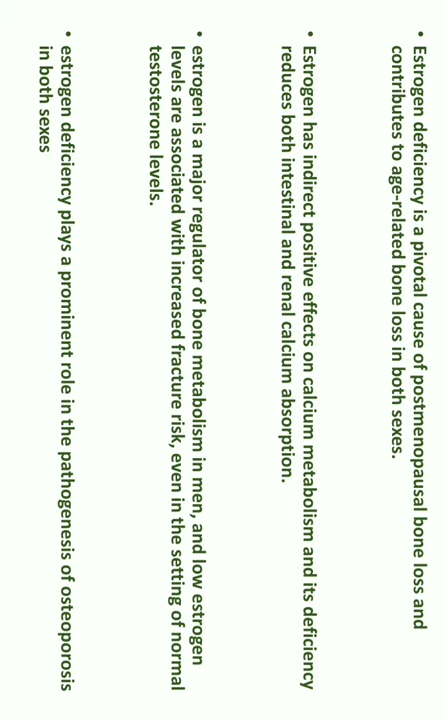 • Estrogen deficiency is a pivotal cause of postmenopausal bone loss and
contributes to age-related bone loss in both sexes.
• Estrogen has indirect positive effects on calcium metabolism and its deficiency
reduces both intestinal and renal calcium absorption.
• estrogen is a major regulator of bone metabolism in men, and low estrogen
levels are associated with increased fracture risk, even in the setting of normal
testosterone levels.
• estrogen deficiency plays a prominent role in the pathogenesis of osteoporosis
in both sexes